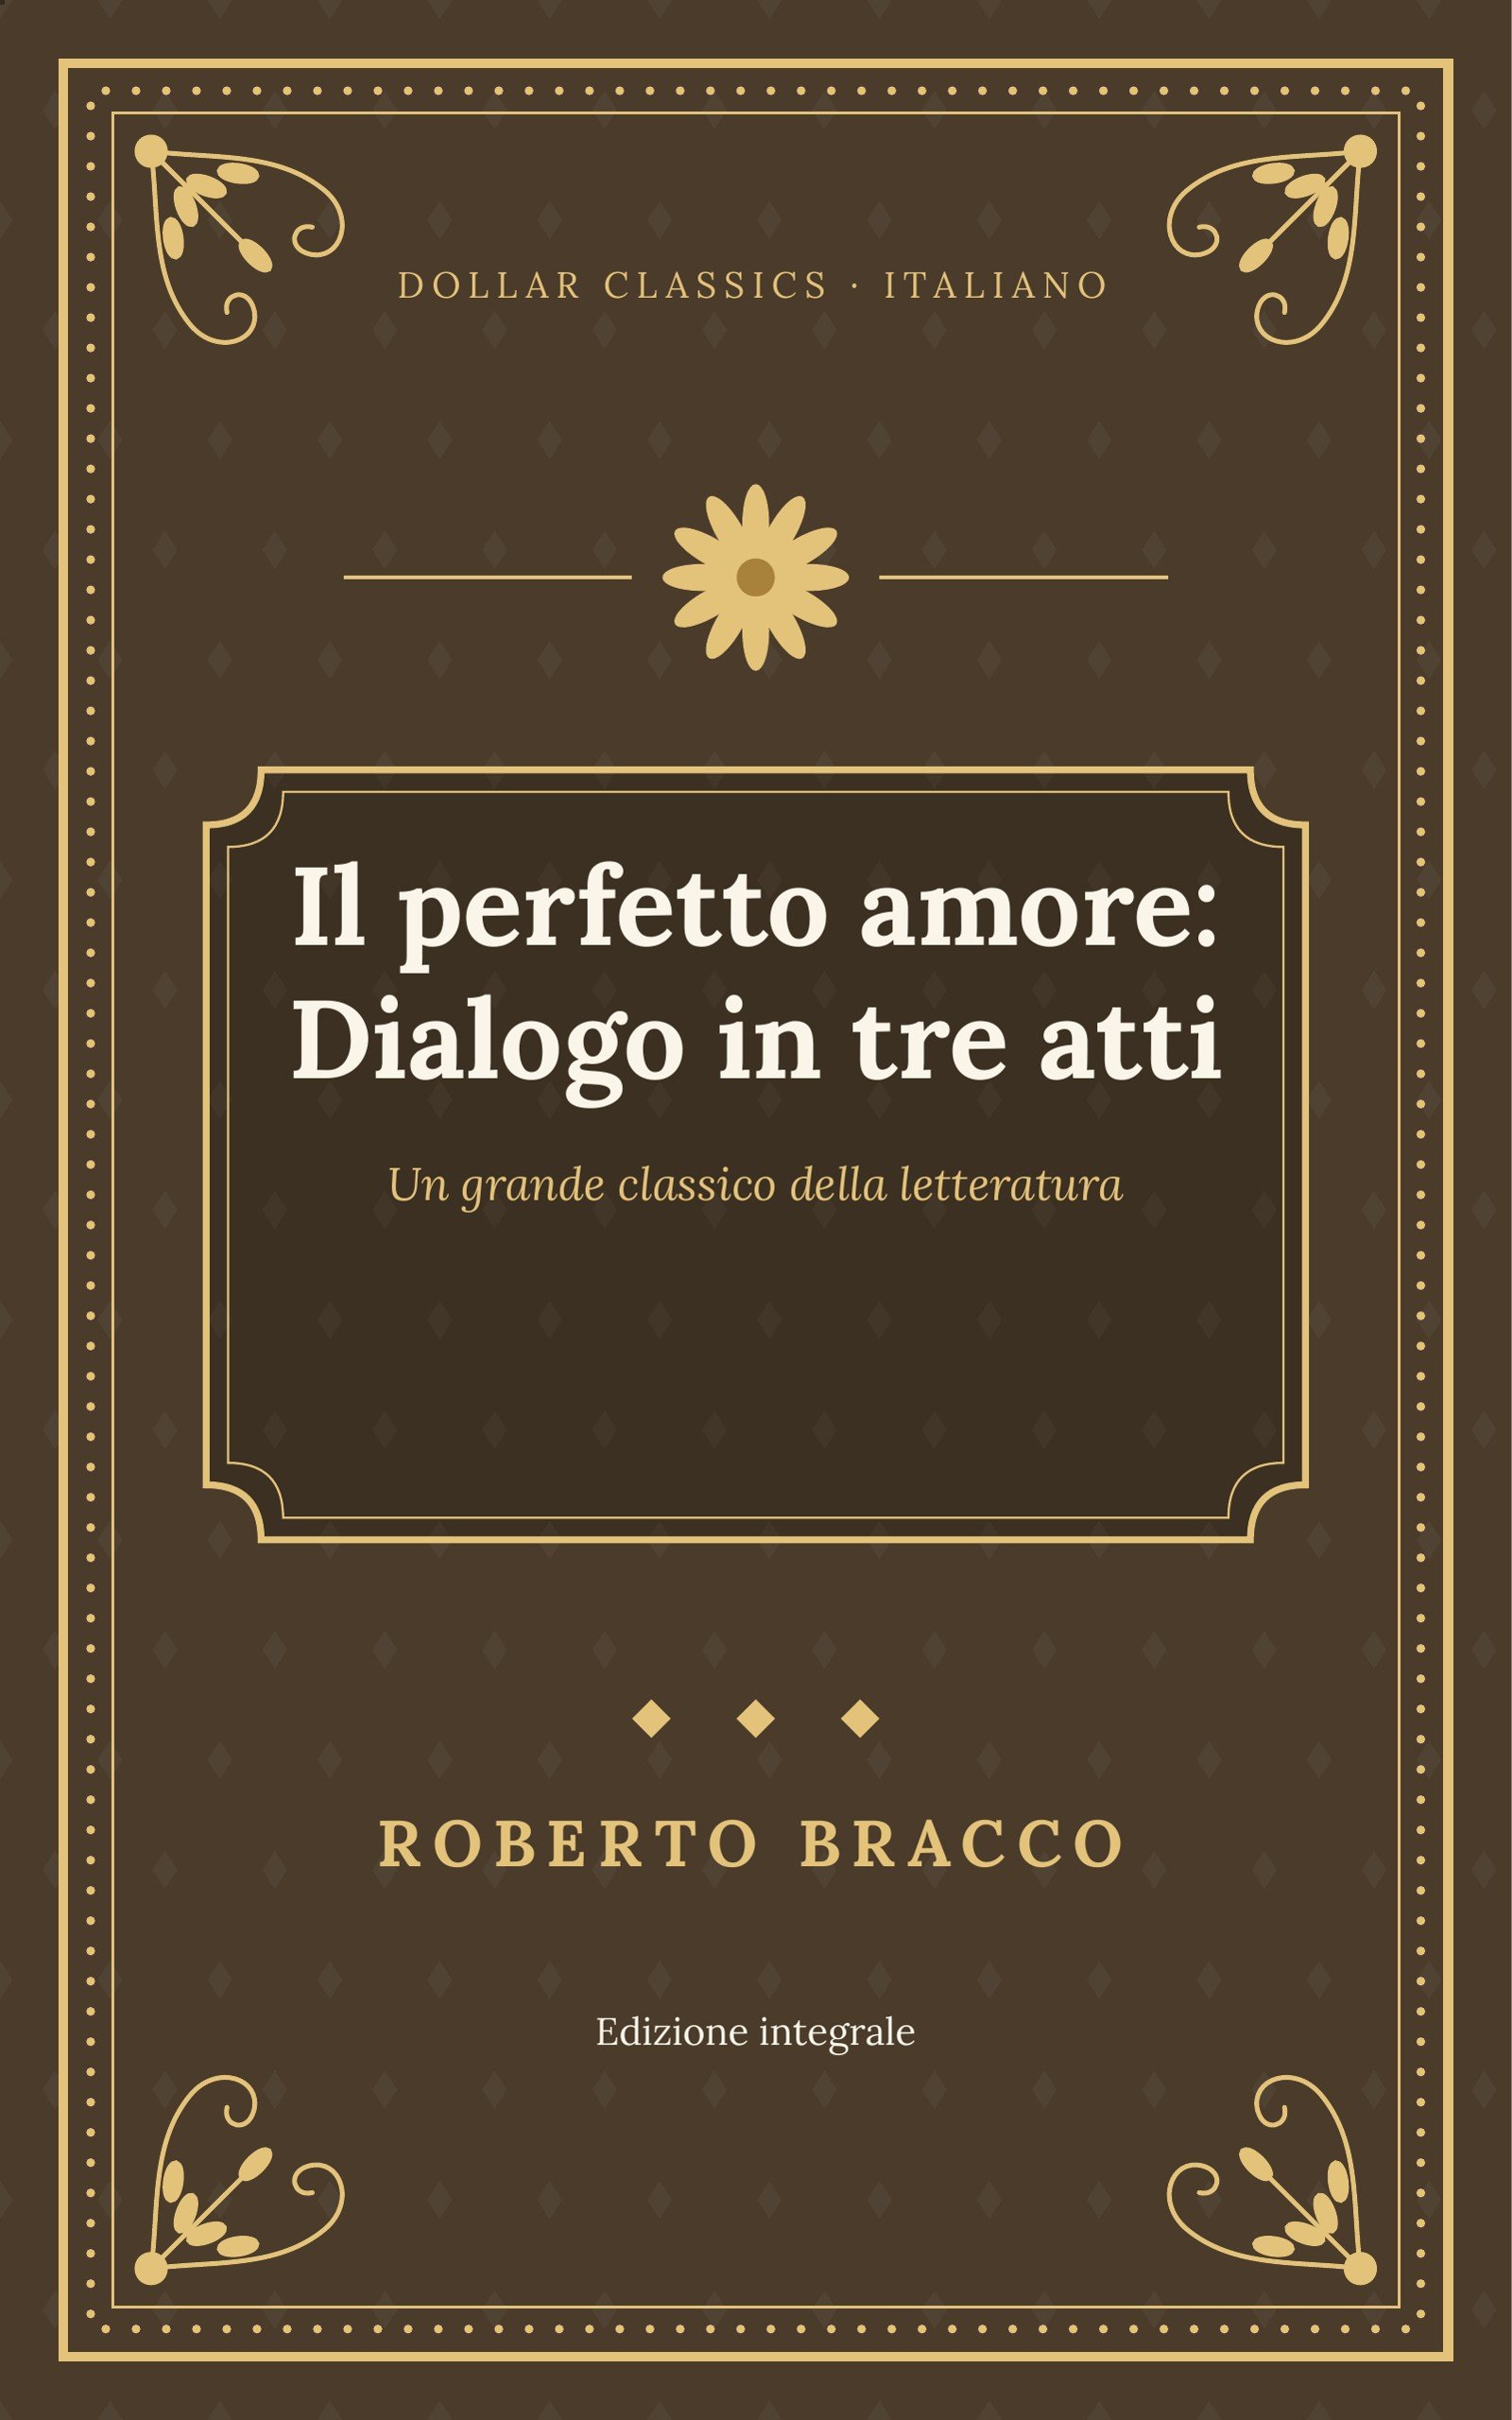 DOLLAR CLASSICS · ITALIANO
Il perfetto amore:
Dialogo in tre atti
Un grande classico della letteratura
ROBERTO BRACCO
Edizione integrale